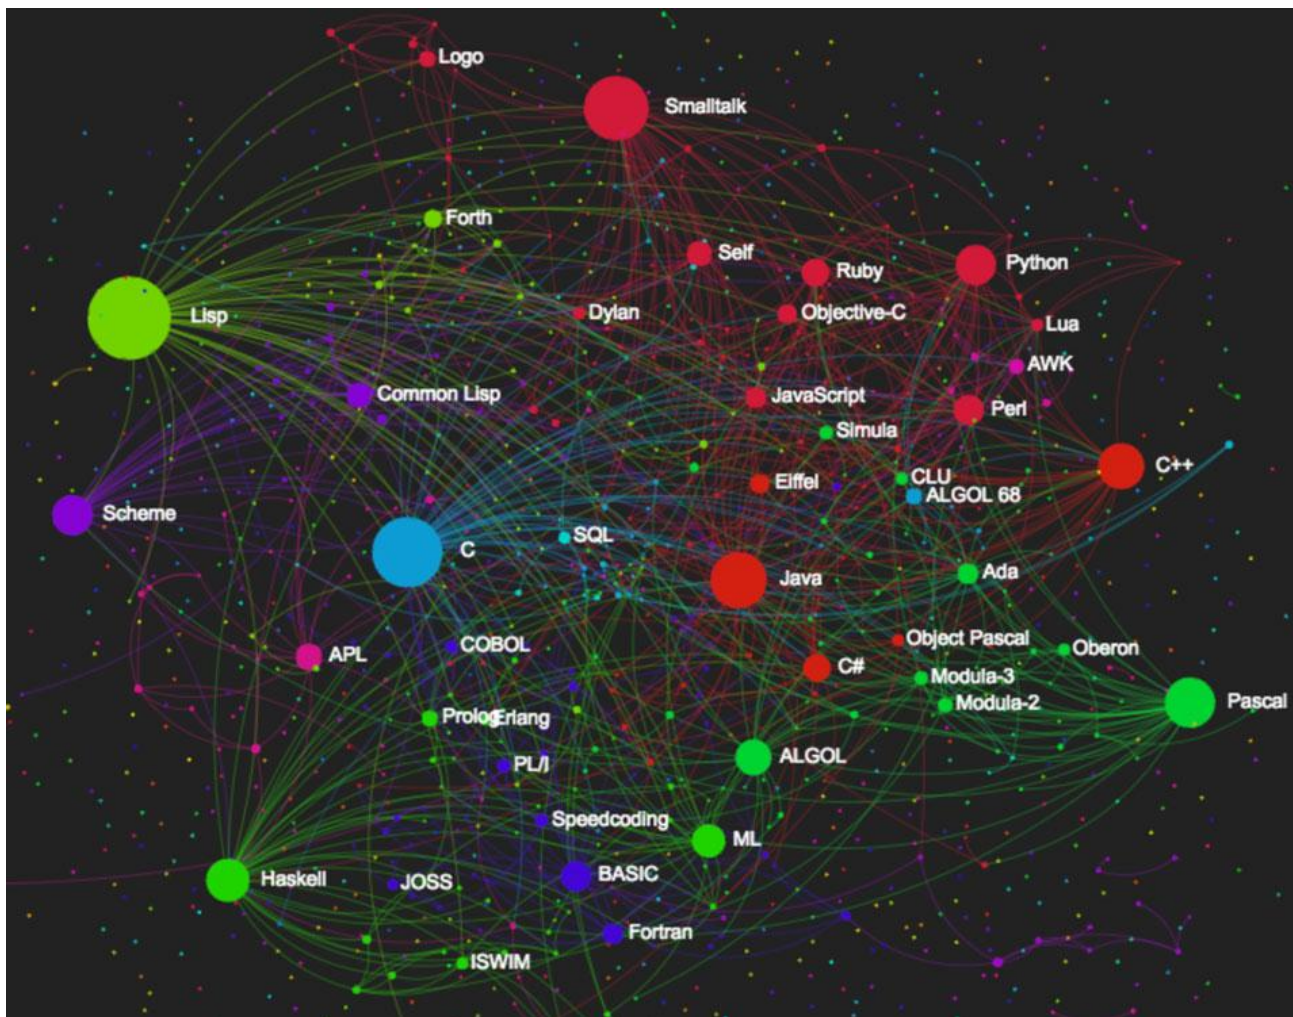 Logo
Smalltalk
Forth
Self
Ruby
Python
Lisp
Dylan
Objective-C
Lua
AWK
Common Lisp
JavaScript
Perl
Simula
C++
Eiffel
CLU
ALGOL 68
Scheme
SQL
C
Java
Ada
COBOL
Object Pascal
Oberon
APL
C#
Modula-3
Modula-2
Pascal
Prolog
Erlang
ALGOL
PL/I
Speedcoding
ML
Haskell
JOSS
BASIC
Fortran
ISWIM